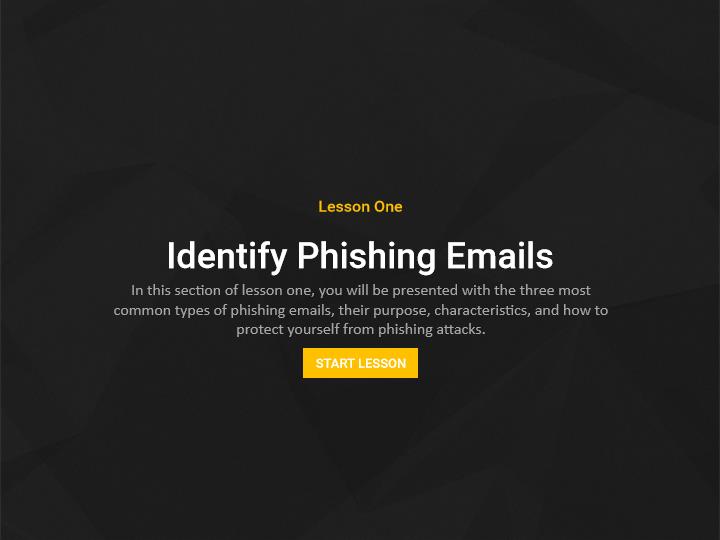 Lesson One
Identify Phishing Emails
In this section of lesson one, you will be presented with the three most
common types of phishing emails, their purpose, characteristics, and how to
protect yourself from phishing attacks.
START LESSON